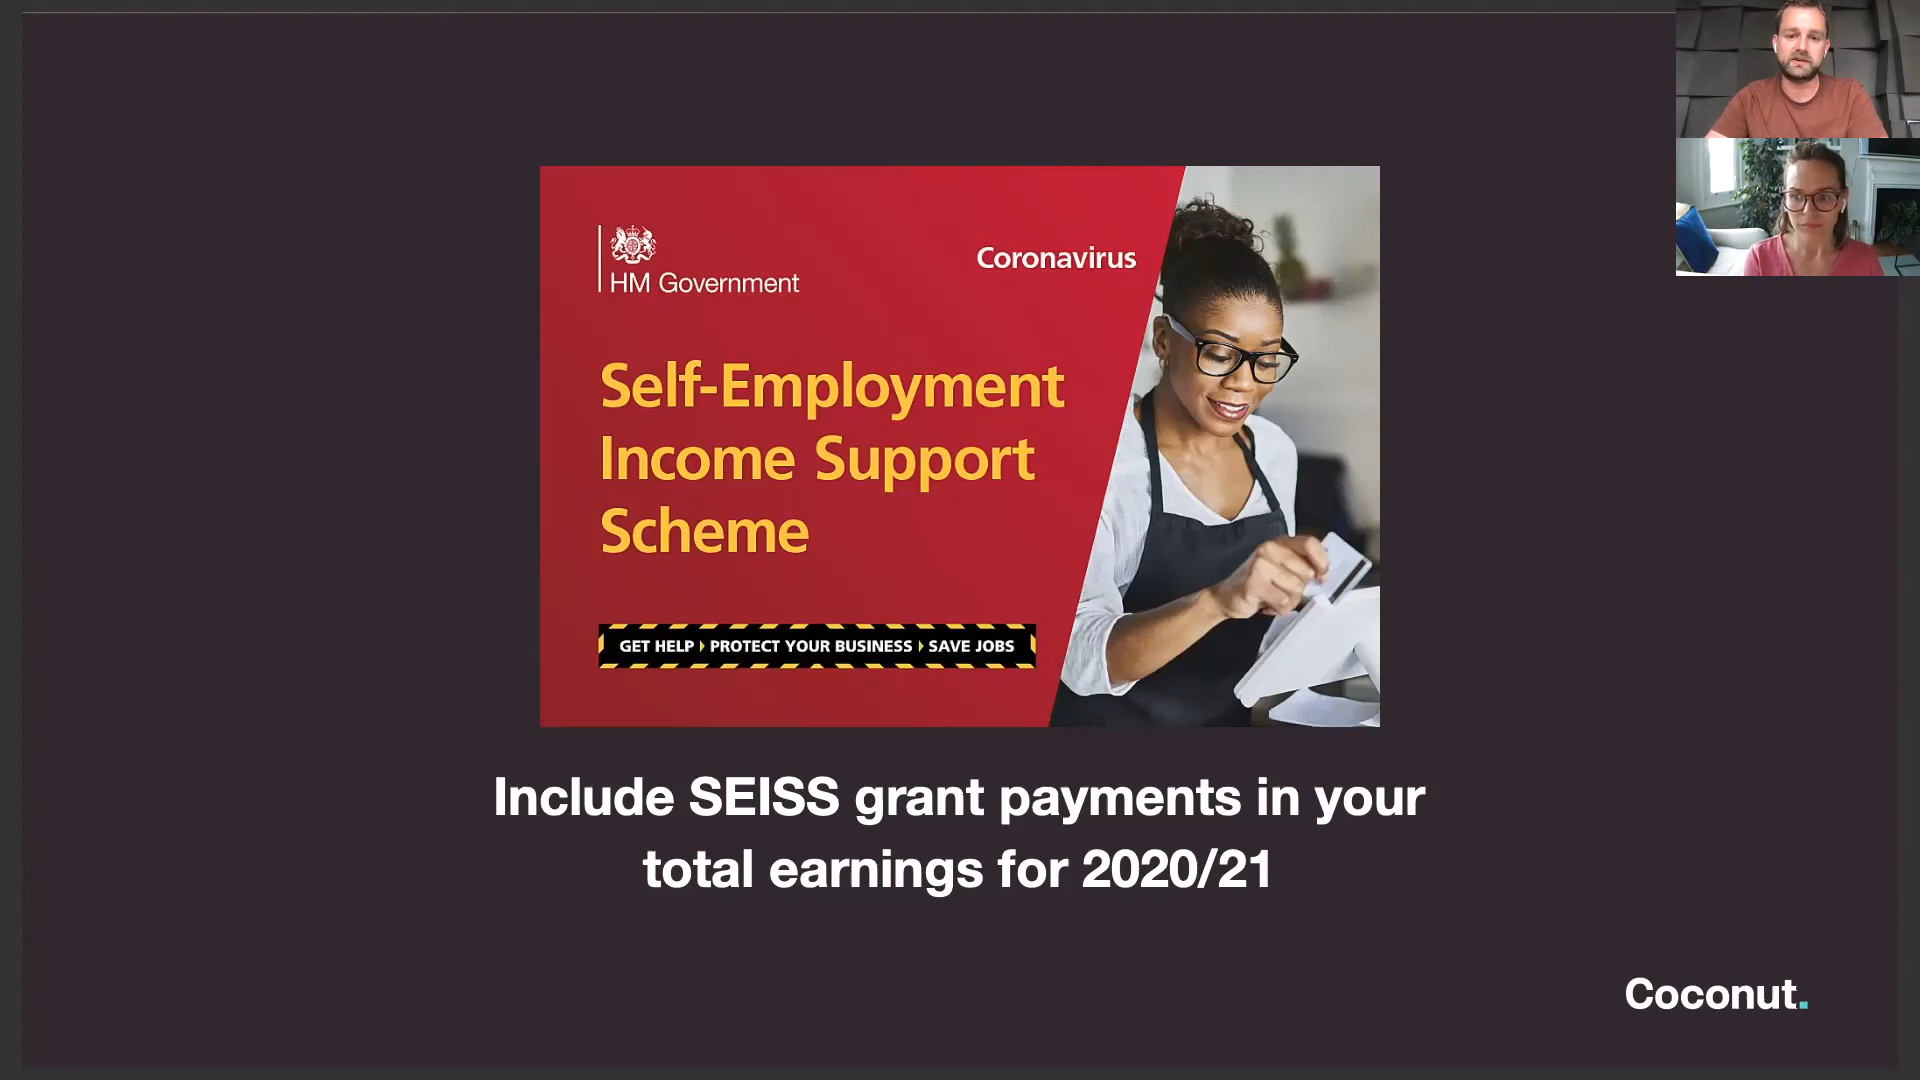 HM Government
Coronavirus
Self-Employment
Income Support
Scheme
GET HELP › PROTECT YOUR BUSINESS › SAVE JOBS
Include SEISS grant payments in your
total earnings for 2020/21
Coconut.